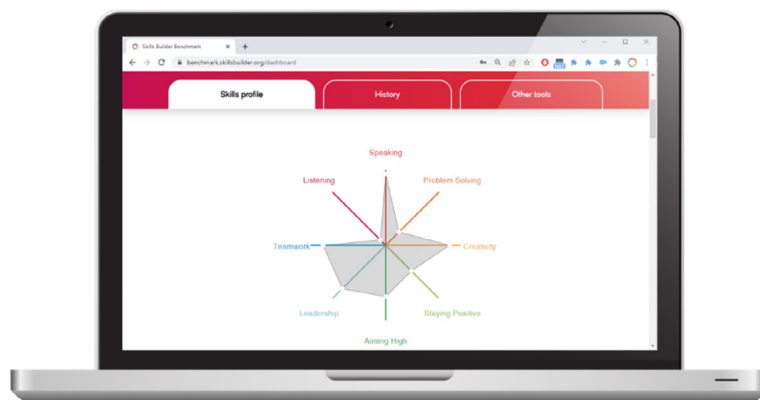 Skills Builder Benchmark
benchmark.skillsbuilder.org/dashboard
Skills profile
History
Other tools
Speaking
Listening
Problem Solving
Teamwork
Creativity
Leadership
Staying Positive
Aiming High